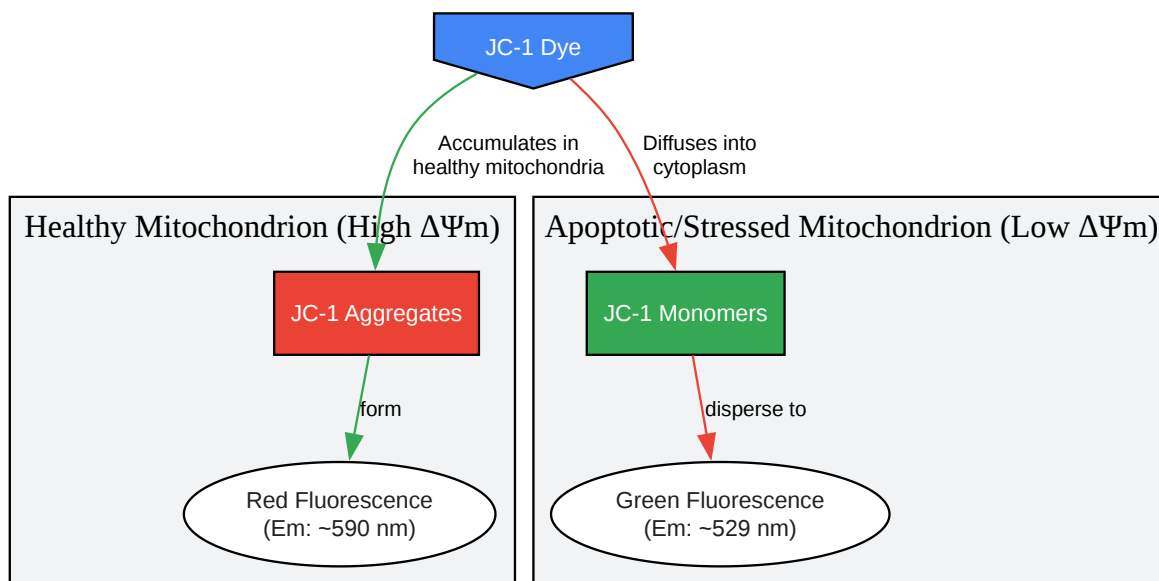 JC-1 Dye
Accumulates in
healthy mitochondria
Diffuses into
cytoplasm
Healthy Mitochondrion (High ΔΨm)
Apoptotic/Stressed Mitochondrion (Low ΔΨm)
JC-1 Aggregates
JC-1 Monomers
form
disperse to
Red Fluorescence
(Em: ~590 nm)
Green Fluorescence
(Em: ~529 nm)